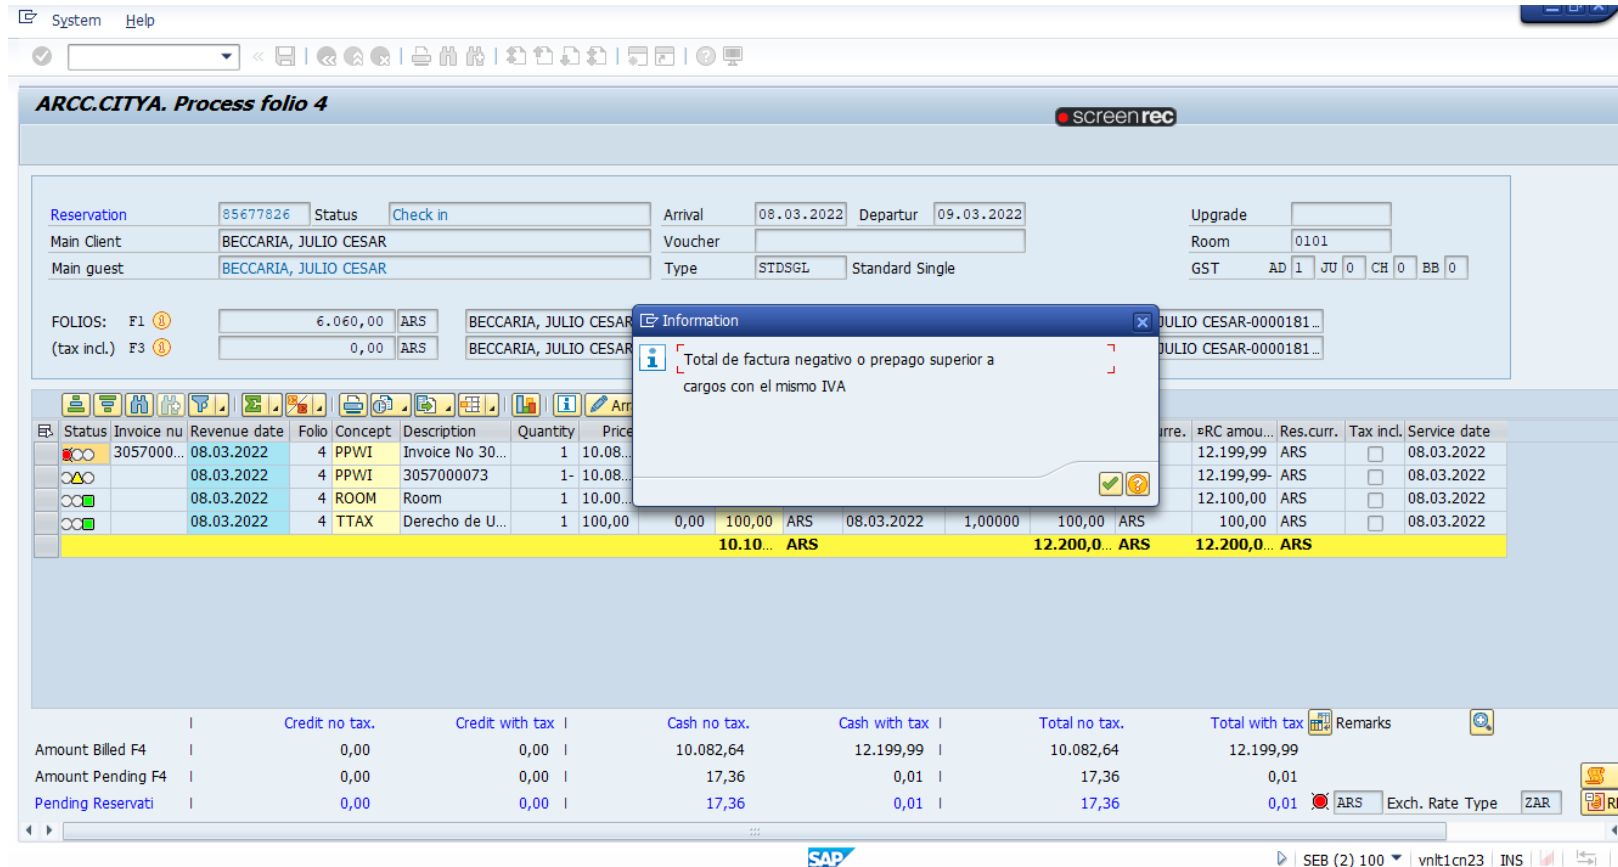 System Help
ARCC.CITYA. Process folio 4
screenrec
Reservation 85677826 Status Check in Arrival 08.03.2022 Departur 09.03.2022 Upgrade
Main Client BECCARIA, JULIO CESAR Voucher Room 0101
Main guest BECCARIA, JULIO CESAR Type STDSGL Standard Single GST AD 1 JU 0 CH 0 BB 0
FOLIOS: F1 6.060,00 ARS BECCARIA, JULIO CESAR JULIO CESAR-0000181...
(tax incl.) F3 0,00 ARS BECCARIA, JULIO CESAR JULIO CESAR-0000181...
Information
Total de factura negativo o prepago superior a
cargos con el mismo IVA
Arr
Status Invoice nu Revenue date Folio Concept Description Quantity Price urre. ΣRC amou... Res.curr. Tax incl. Service date
3057000... 08.03.2022 4 PPWI Invoice No 30... 1 10.08... 12.199,99 ARS 08.03.2022
08.03.2022 4 PPWI 3057000073 1- 10.08... 12.199,99- ARS 08.03.2022
08.03.2022 4 ROOM Room 1 10.00... 12.100,00 ARS 08.03.2022
08.03.2022 4 TTAX Derecho de U... 1 100,00 0,00 100,00 ARS 08.03.2022 1,00000 100,00 ARS 100,00 ARS 08.03.2022
10.10... ARS 12.200,0... ARS 12.200,0... ARS
Credit no tax. Credit with tax Cash no tax. Cash with tax Total no tax. Total with tax Remarks
Amount Billed F4 0,00 0,00 10.082,64 12.199,99 10.082,64 12.199,99
Amount Pending F4 0,00 0,00 17,36 0,01 17,36 0,01
Pending Reservati 0,00 0,00 17,36 0,01 17,36 0,01 ARS Exch. Rate Type ZAR
SAP SEB (2) 100 vnlt1cn23 INS